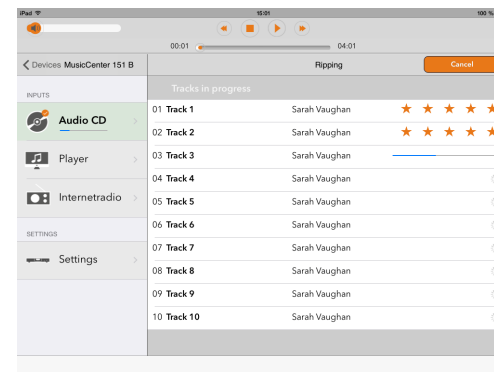 iPad 15:01 100 %
00:01 04:01
Devices MusicCenter 151 B Ripping Cancel
INPUTS
Tracks in progress
Audio CD
Player
Internetradio
SETTINGS
Settings
01 Track 1 Sarah Vaughan
02 Track 2 Sarah Vaughan
03 Track 3 Sarah Vaughan
04 Track 4 Sarah Vaughan
05 Track 5 Sarah Vaughan
06 Track 6 Sarah Vaughan
07 Track 7 Sarah Vaughan
08 Track 8 Sarah Vaughan
09 Track 9 Sarah Vaughan
10 Track 10 Sarah Vaughan